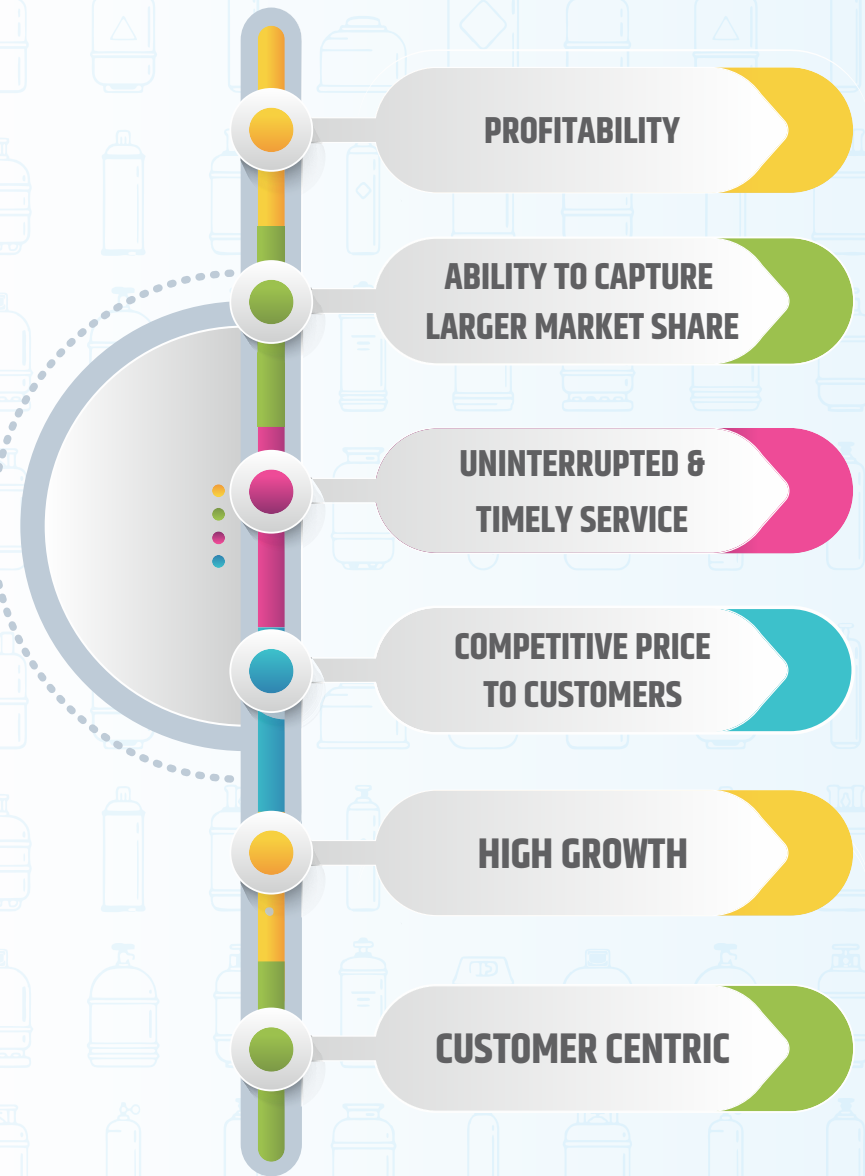 PROFITABILITY
ABILITY TO CAPTURE
LARGER MARKET SHARE
UNINTERRUPTED &
TIMELY SERVICE
COMPETITIVE PRICE
TO CUSTOMERS
HIGH GROWTH
CUSTOMER CENTRIC